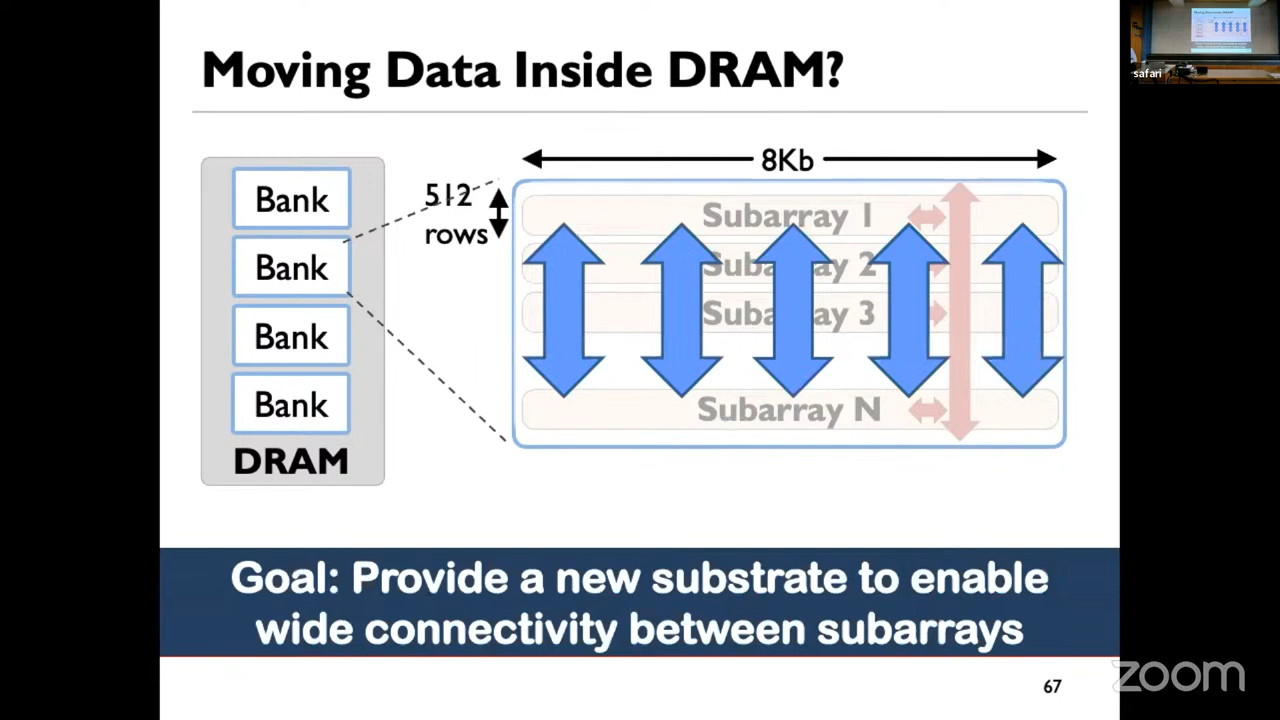 Moving Data Inside DRAM?
safari
Bank
Bank
Bank
Bank
DRAM
512
rows
8Kb
Subarray 1
Subarray 2
Subarray 3
Subarray N
Goal: Provide a new substrate to enable
wide connectivity between subarrays
67
zoom